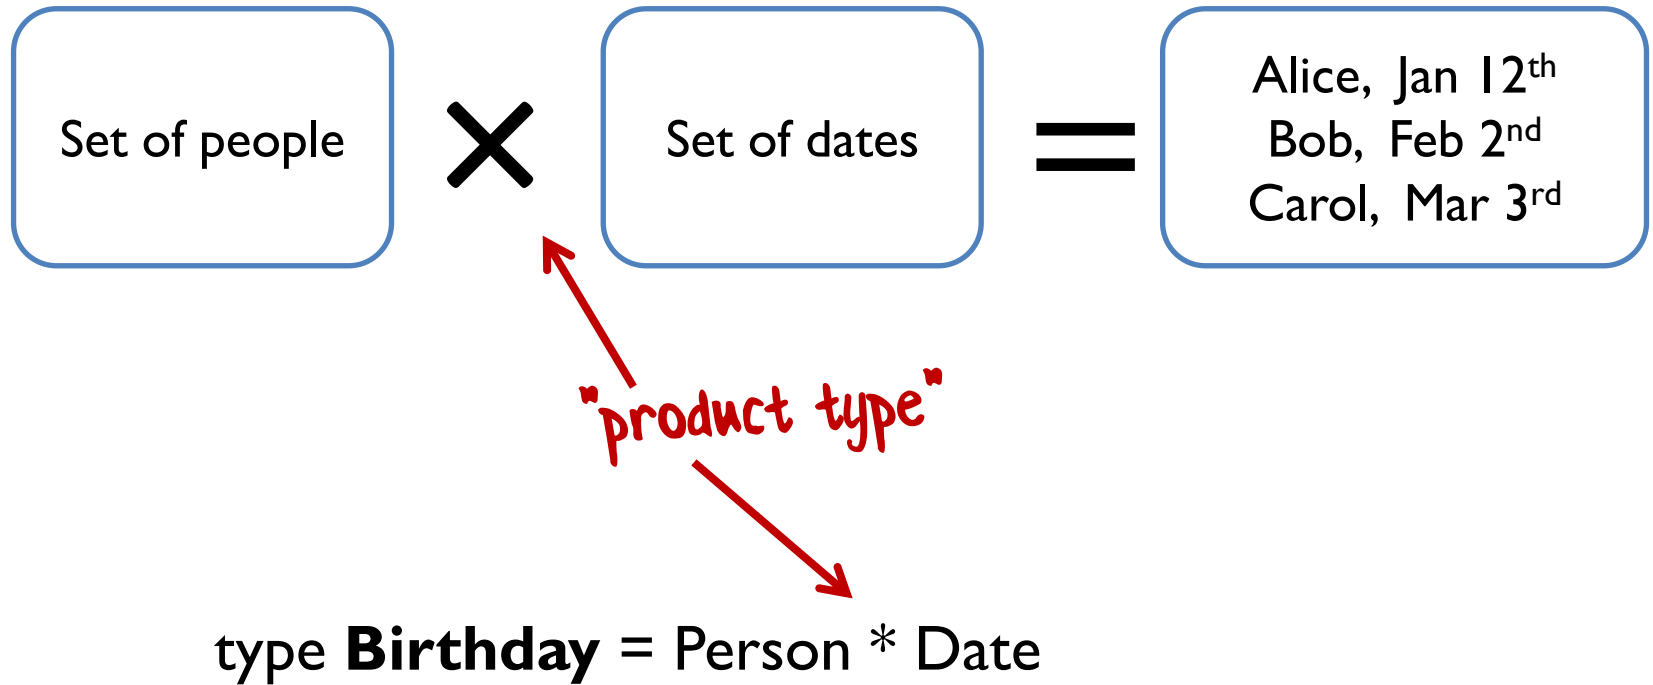 Set of people × Set of dates = Alice, Jan 12th
Bob, Feb 2nd
Carol, Mar 3rd
"product type"
type Birthday = Person * Date